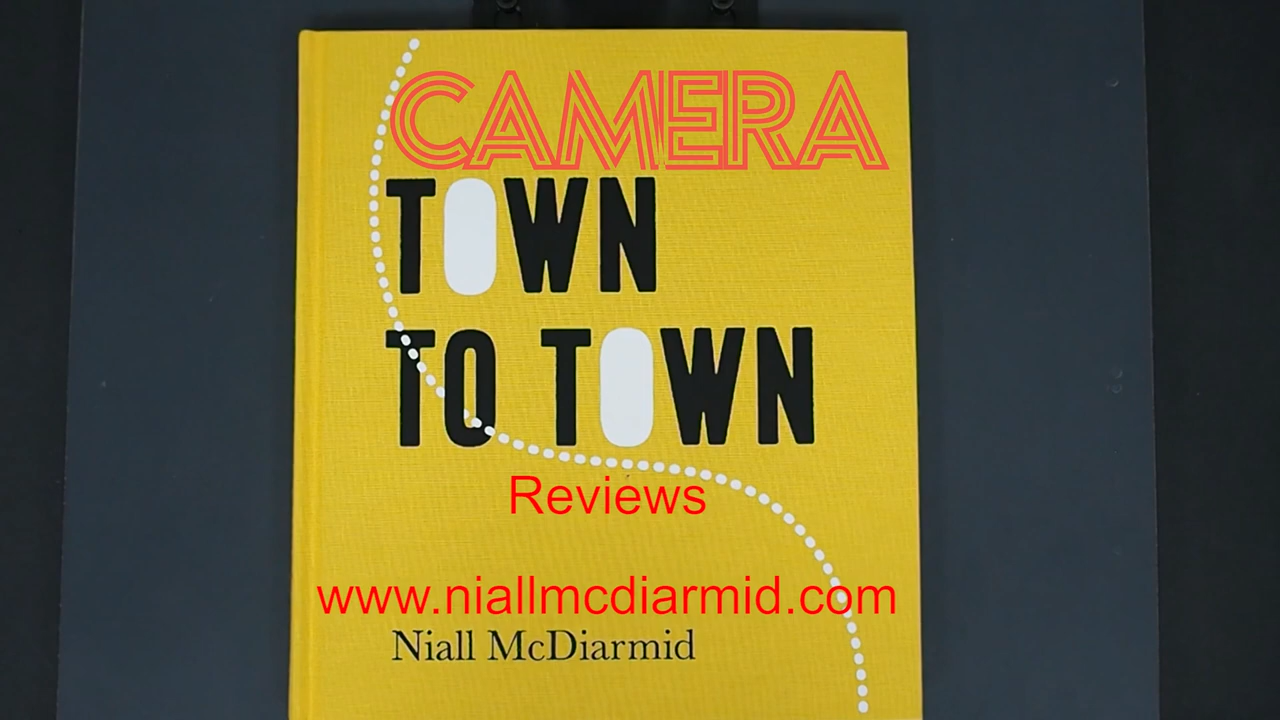 CAMERA
TOWN
TO TOWN
Reviews
www.niallmcdiarmid.com
Niall McDiarmid